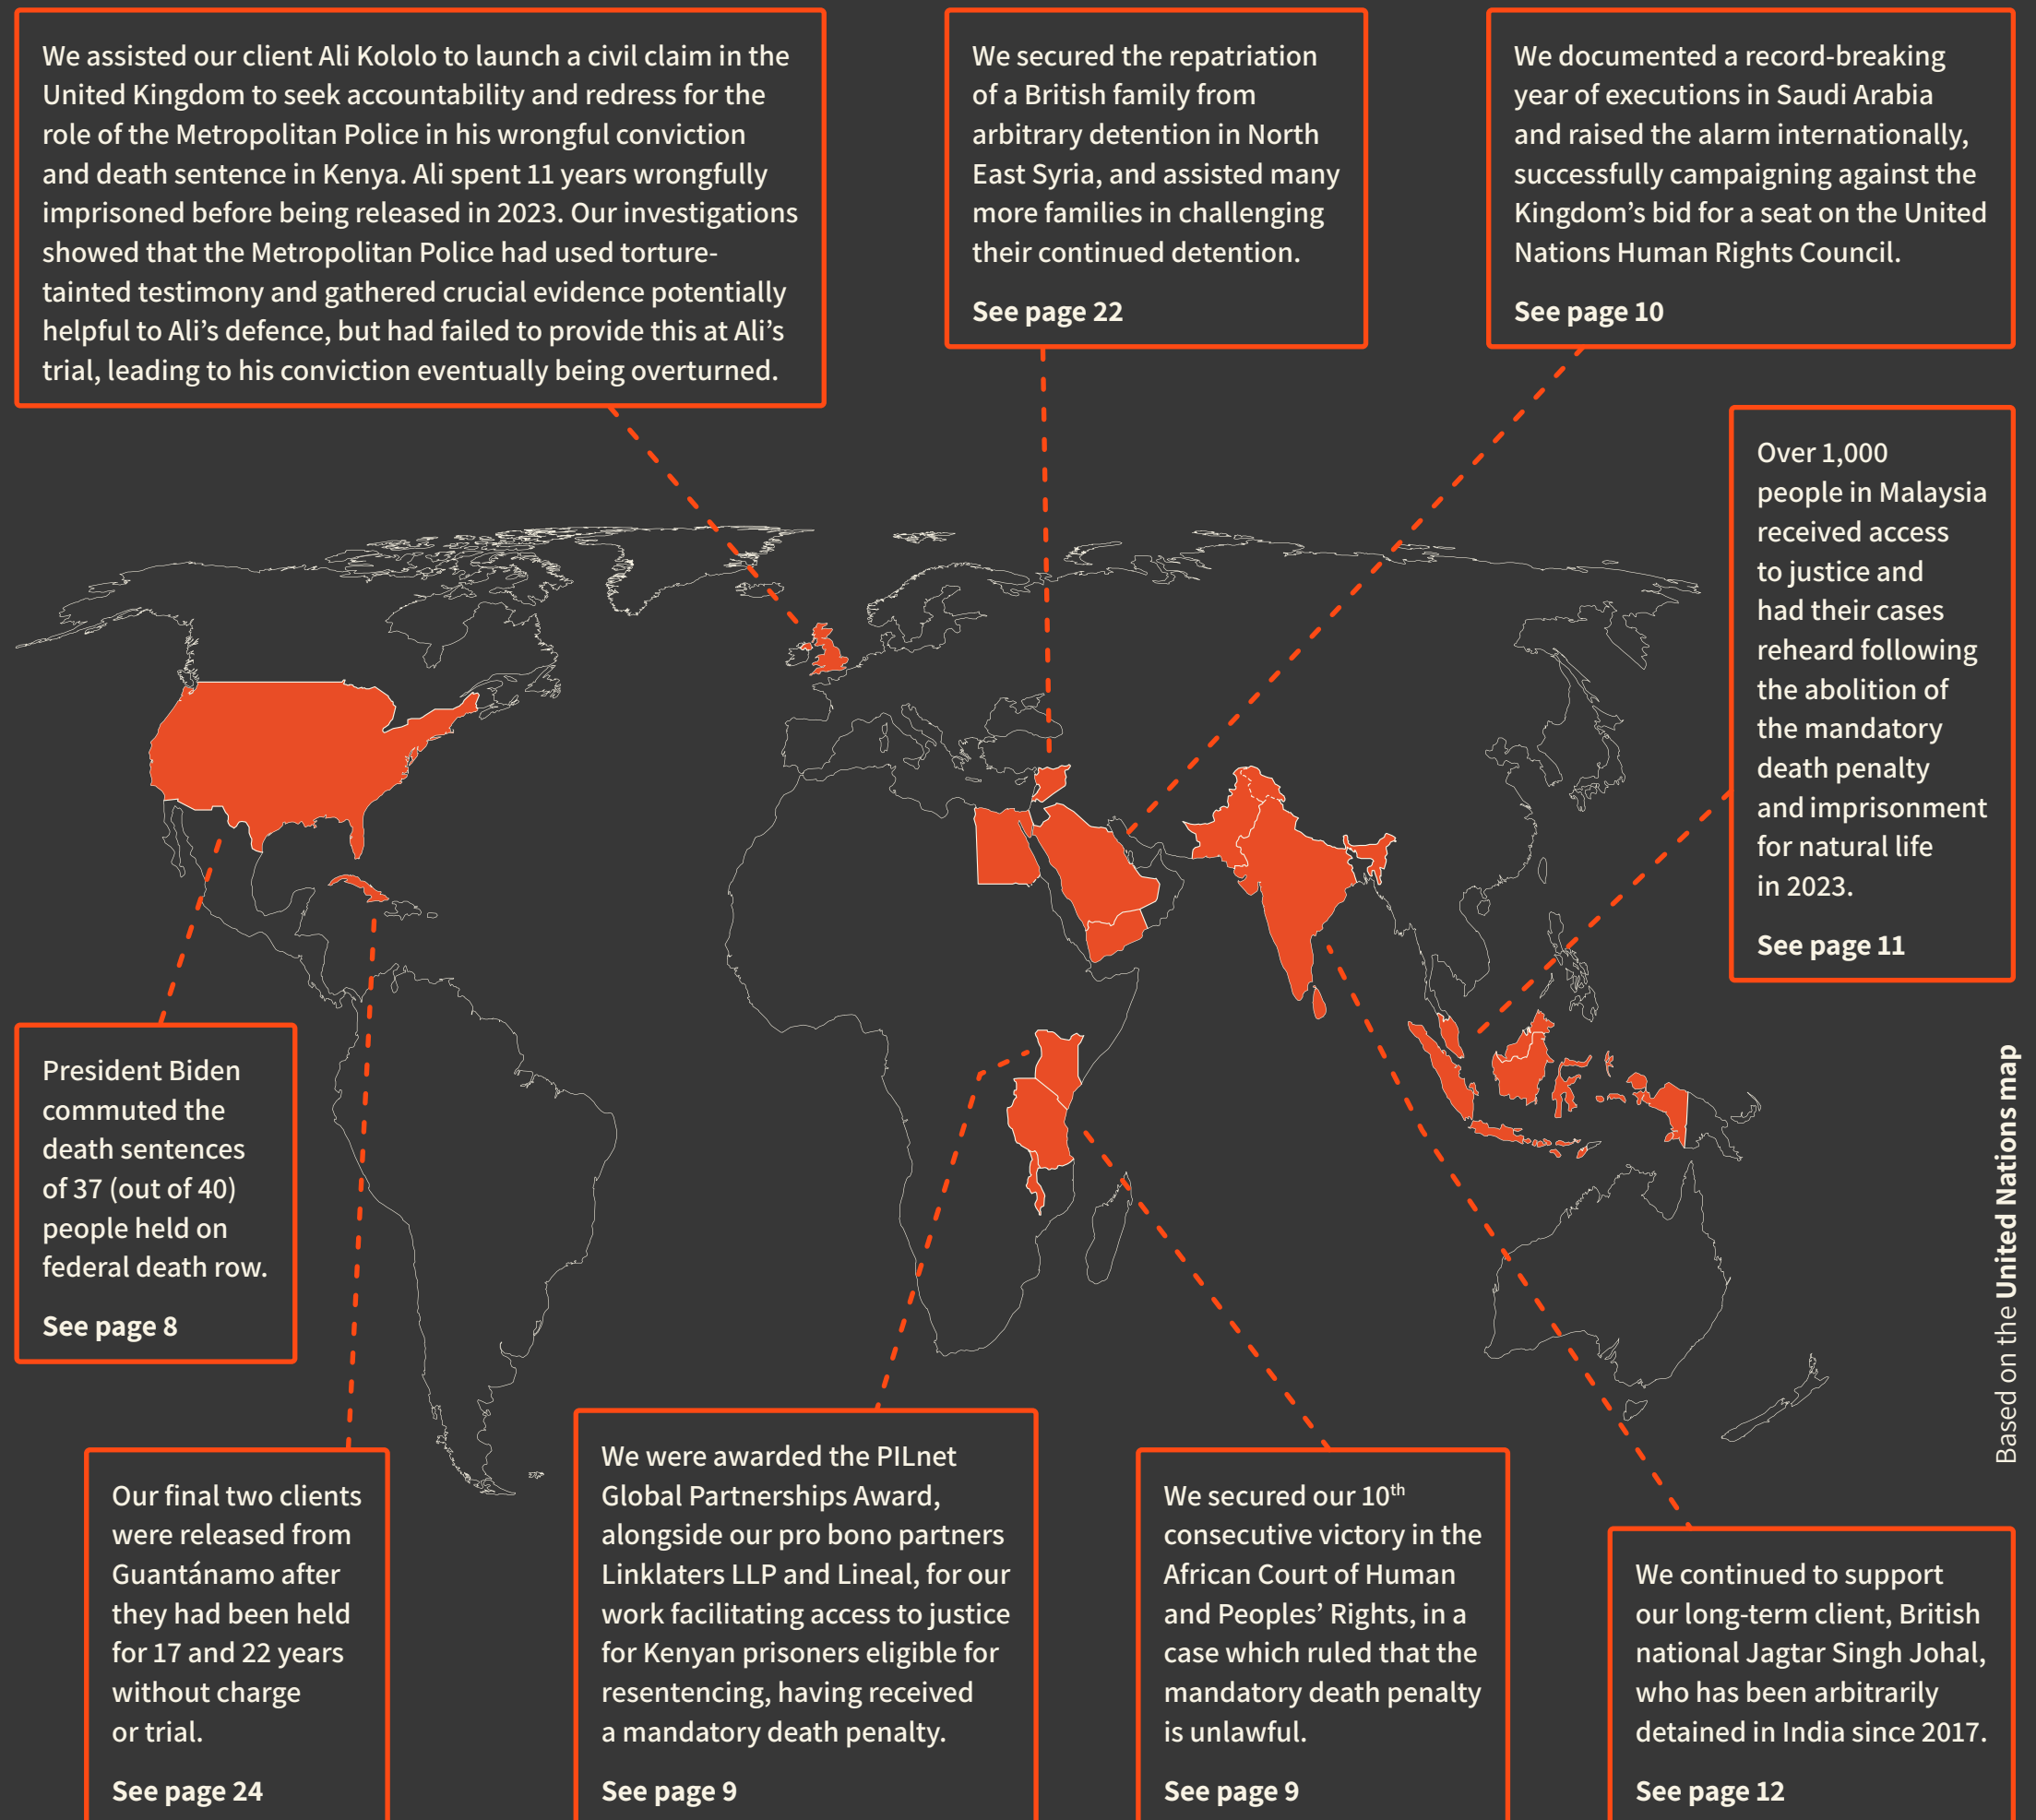 We assisted our client Ali Kololo to launch a civil claim in the
United Kingdom to seek accountability and redress for the
role of the Metropolitan Police in his wrongful conviction
and death sentence in Kenya. Ali spent 11 years wrongfully
imprisoned before being released in 2023. Our investigations
showed that the Metropolitan Police had used torture-
tainted testimony and gathered crucial evidence potentially
helpful to Ali’s defence, but had failed to provide this at Ali’s
trial, leading to his conviction eventually being overturned.
We secured the repatriation
of a British family from
arbitrary detention in North
East Syria, and assisted many
more families in challenging
their continued detention.
See page 22
We documented a record-breaking
year of executions in Saudi Arabia
and raised the alarm internationally,
successfully campaigning against the
Kingdom’s bid for a seat on the United
Nations Human Rights Council.
See page 10
Over 1,000
people in Malaysia
received access
to justice and
had their cases
reheard following
the abolition of
the mandatory
death penalty
and imprisonment
for natural life
in 2023.
See page 11
President Biden
commuted the
death sentences
of 37 (out of 40)
people held on
federal death row.
See page 8
Our final two clients
were released from
Guantánamo after
they had been held
for 17 and 22 years
without charge
or trial.
See page 24
We were awarded the PILnet
Global Partnerships Award,
alongside our pro bono partners
Linklaters LLP and Lineal, for our
work facilitating access to justice
for Kenyan prisoners eligible for
resentencing, having received
a mandatory death penalty.
See page 9
We secured our 10th
consecutive victory in the
African Court of Human
and Peoples’ Rights, in a
case which ruled that the
mandatory death penalty
is unlawful.
See page 9
We continued to support
our long-term client, British
national Jagtar Singh Johal,
who has been arbitrarily
detained in India since 2017.
See page 12
Based on the United Nations map